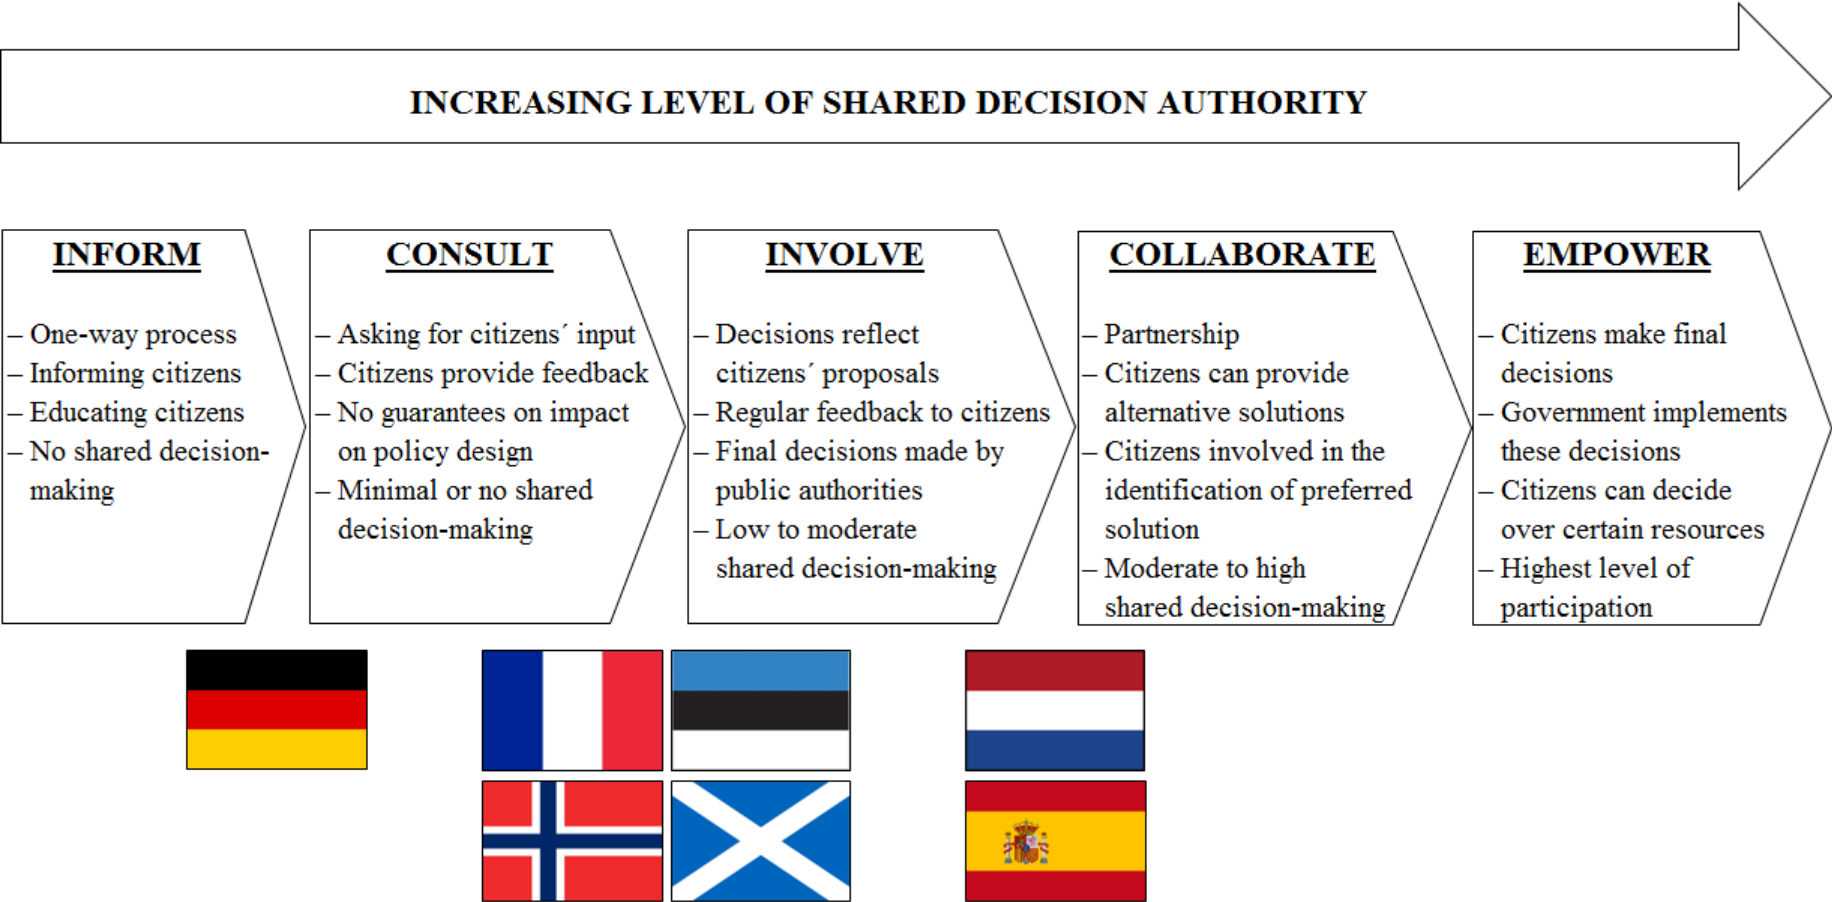 INCREASING LEVEL OF SHARED DECISION AUTHORITY
INFORM
– One-way process
– Informing citizens
– Educating citizens
– No shared decision-
making
CONSULT
– Asking for citizens´ input
– Citizens provide feedback
– No guarantees on impact
on policy design
– Minimal or no shared
decision-making
INVOLVE
– Decisions reflect
citizens´ proposals
– Regular feedback to citizens
– Final decisions made by
public authorities
– Low to moderate
shared decision-making
COLLABORATE
– Partnership
– Citizens can provide
alternative solutions
– Citizens involved in the
identification of preferred
solution
– Moderate to high
shared decision-making
EMPOWER
– Citizens make final
decisions
– Government implements
these decisions
– Citizens can decide
over certain resources
– Highest level of
participation